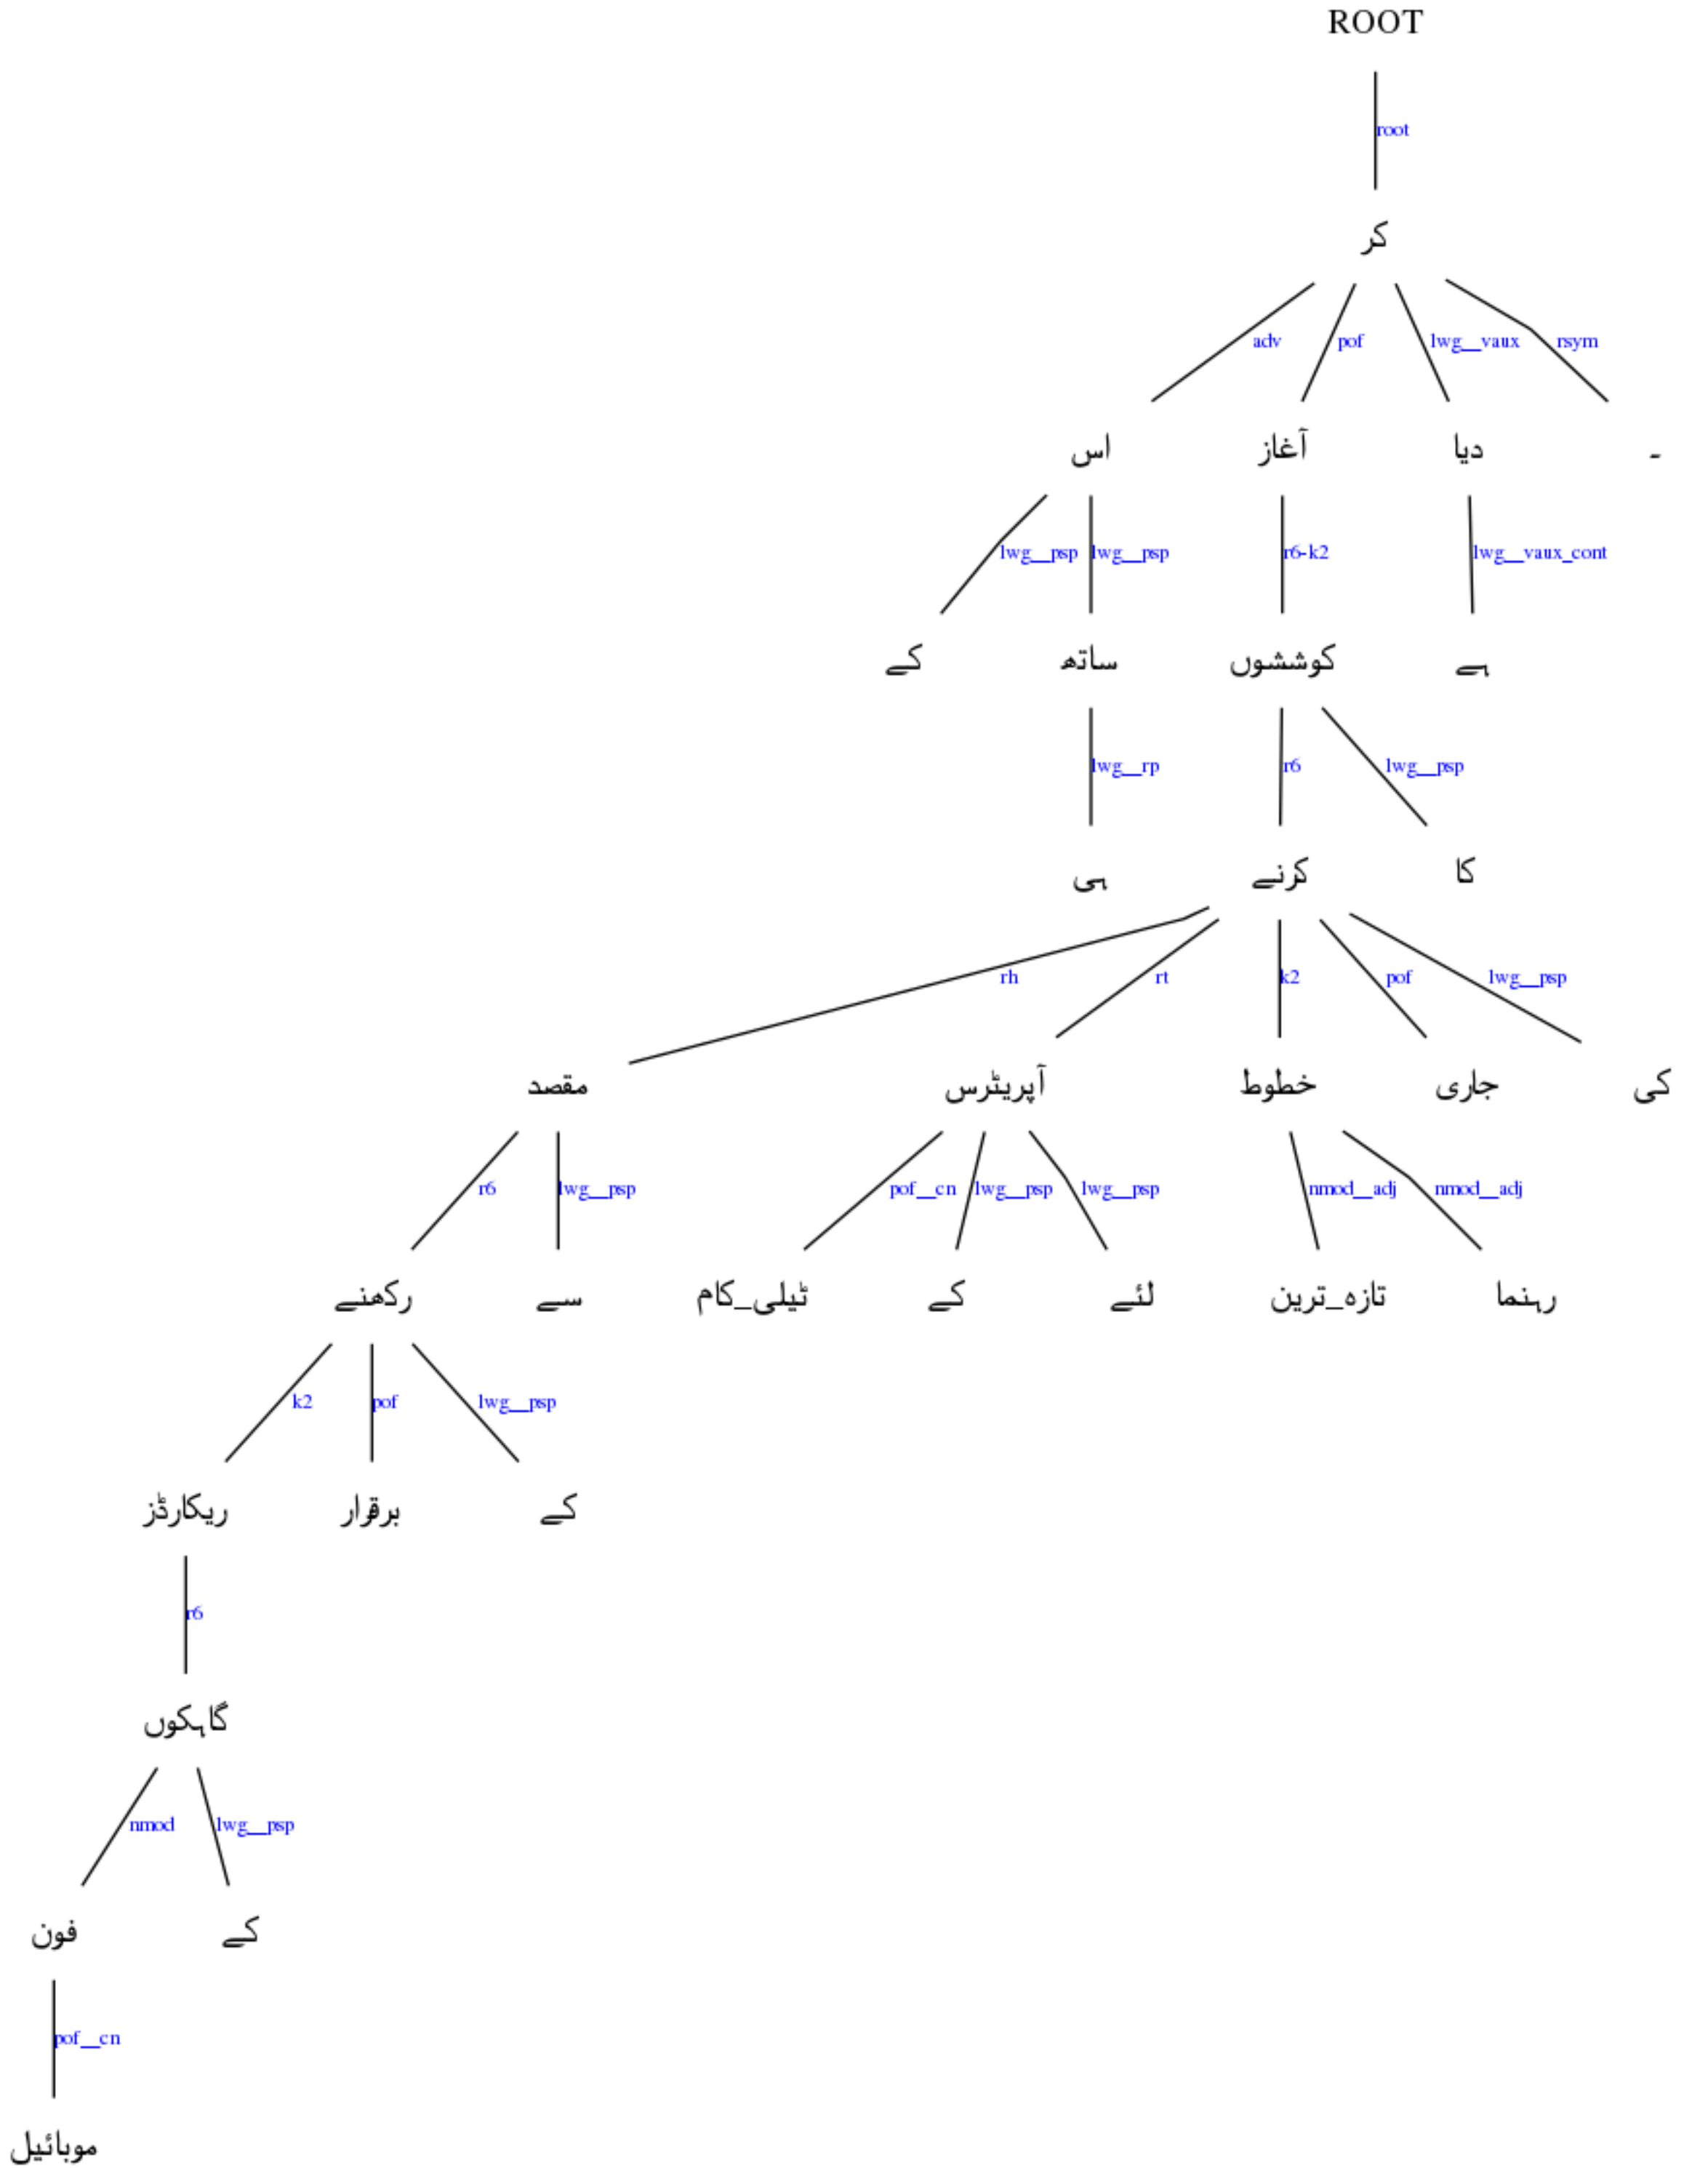 ROOT
root
کر
adv pof lwg__vaux rsym
اس آغاز دیا ۔
lwg__psp lwg__psp r6-k2 lwg__vaux_cont
کے ساتھ کوششوں ہے
lwg__rp r6 lwg__psp
ہی کرنے کا
rh rt k2 pof lwg__psp
مقصد آپریٹرس خطوط جاری کی
r6 lwg__psp pof__cn lwg__psp lwg__psp nmod__adj nmod__adj
رکھنے سے ٹیلی_کام کے لئے تازہ_ترین رہنما
k2 pof lwg__psp
ریکارڈز برقرار کے
r6
گاہکوں
nmod lwg__psp
فون کے
pof__cn
موبائیل